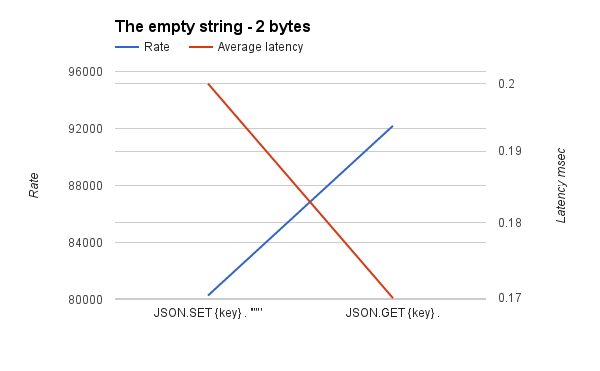 The empty string - 2 bytes
Rate Average latency
96000
92000
88000
84000
80000
0.2
0.19
0.18
0.17
Rate
Latency msec
JSON.SET {key} . '""' JSON.GET {key} .